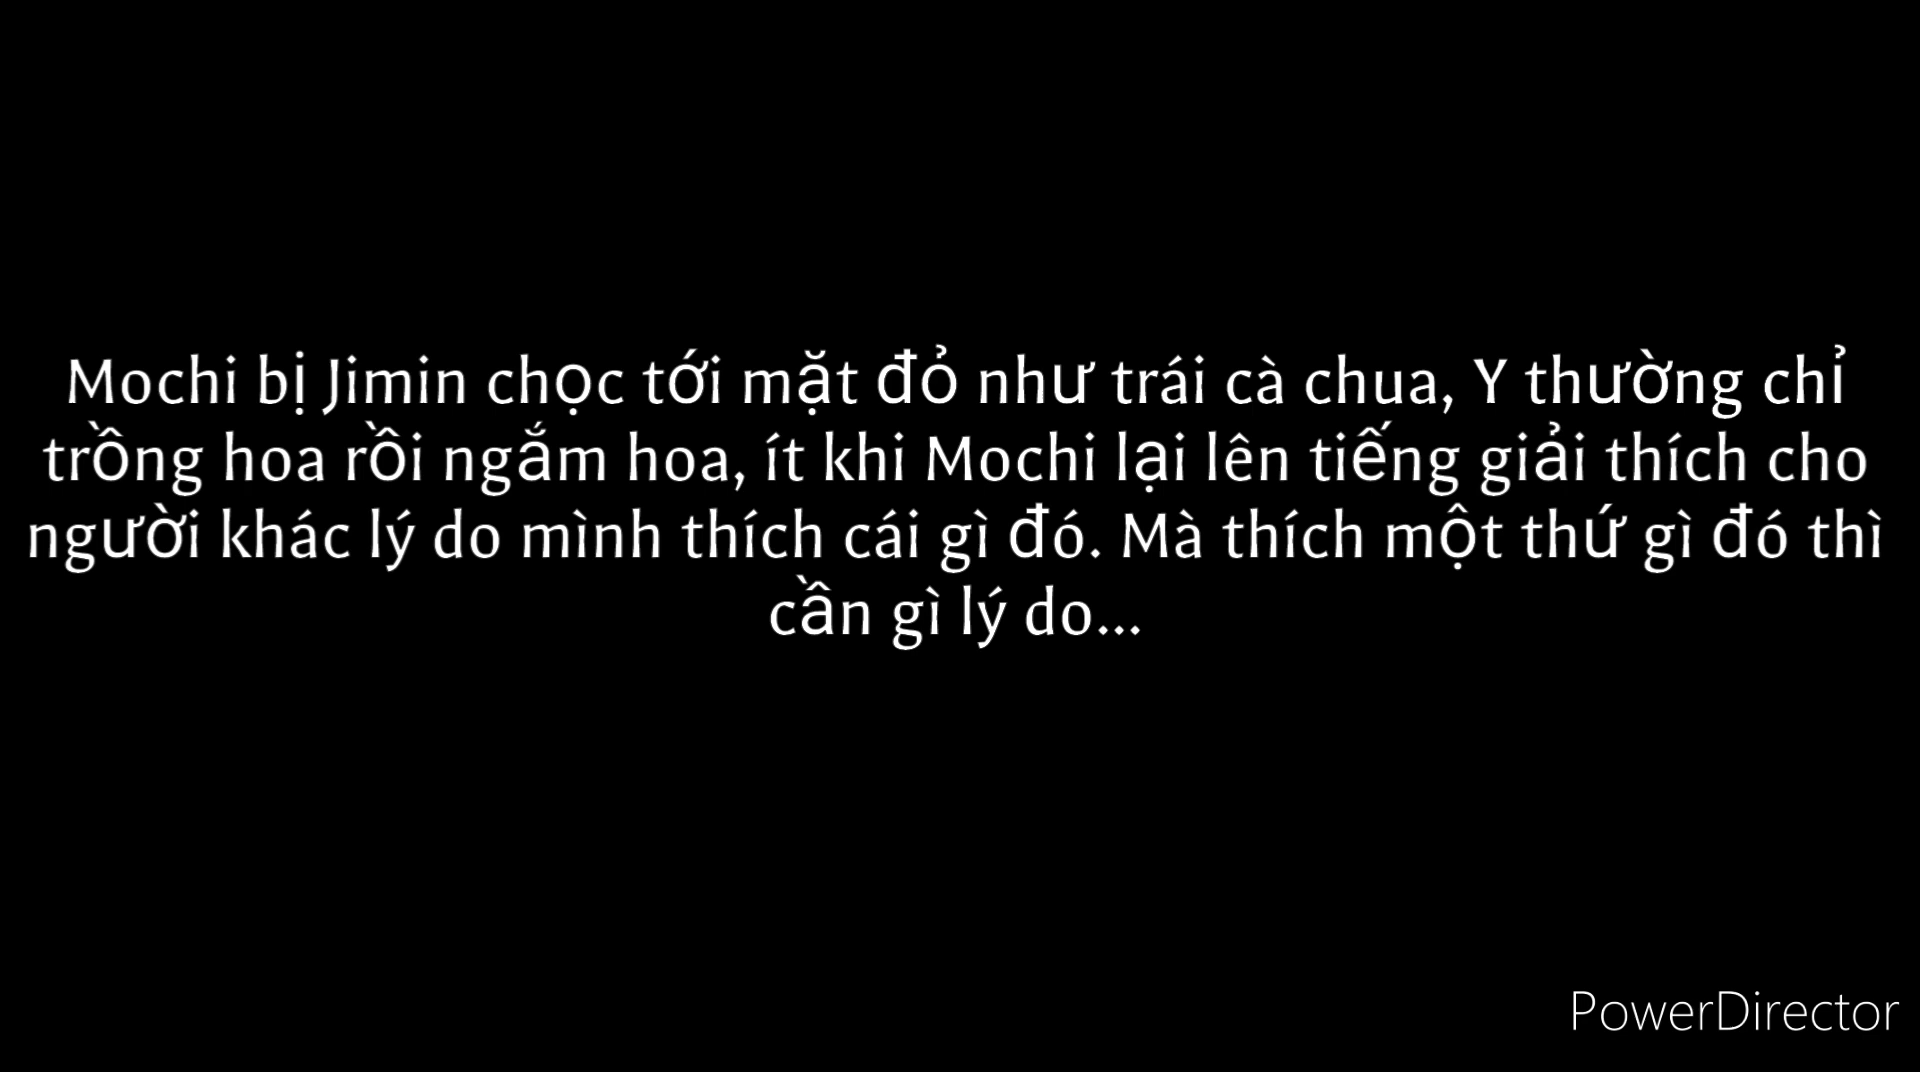 Mochi bị Jimin chọc tới mặt đỏ như trái cà chua, Y thường chỉ
trồng hoa rồi ngắm hoa, ít khi Mochi lại lên tiếng giải thích cho
người khác lý do mình thích cái gì đó. Mà thích một thứ gì đó thì
cần gì lý do...
PowerDirector